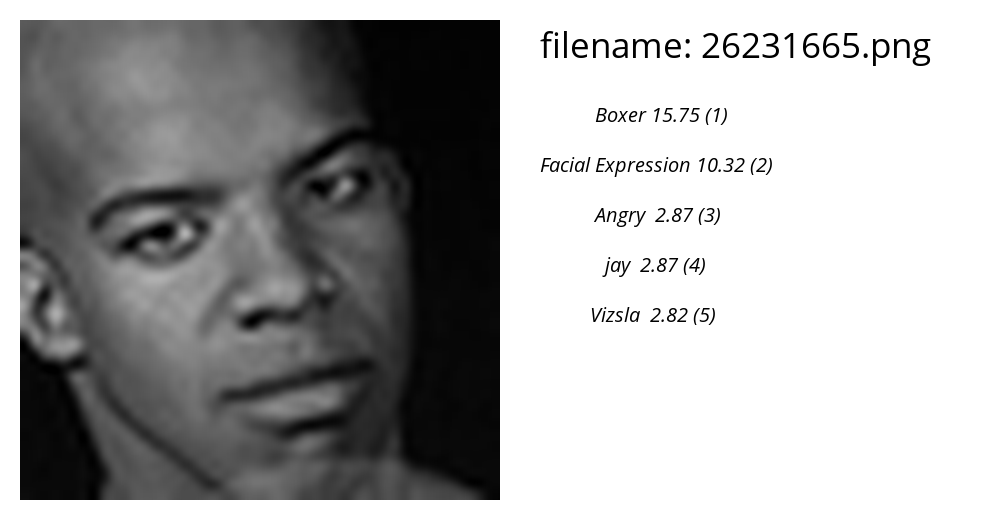 filename: 26231665.png
Boxer 15.75 (1)
Facial Expression 10.32 (2)
Angry 2.87 (3)
jay 2.87 (4)
Vizsla 2.82 (5)